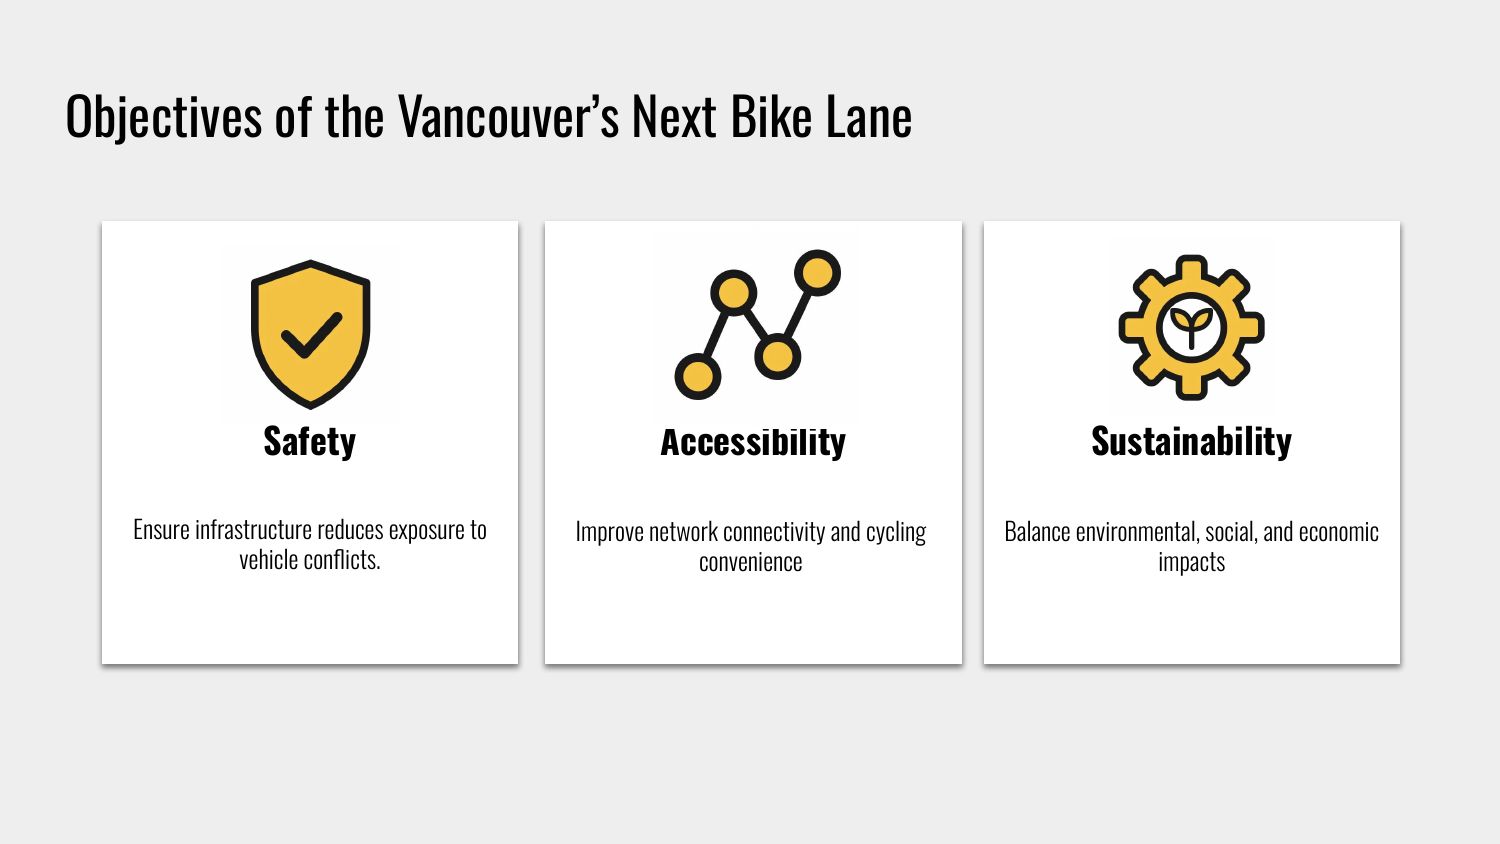 Objectives of the Vancouver’s Next Bike Lane
Safety
Ensure infrastructure reduces exposure to
vehicle conflicts.
Accessibility
Improve network connectivity and cycling
convenience
Sustainability
Balance environmental, social, and economic
impacts